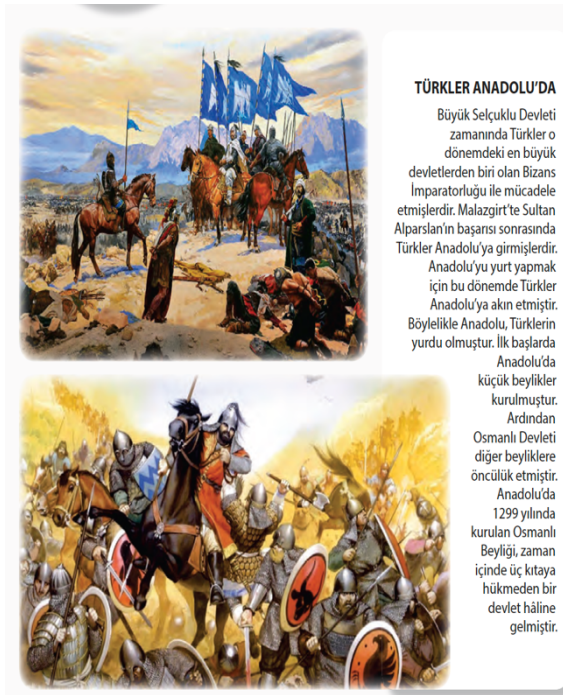 TÜRKLER ANADOLU'DA
Büyük Selçuklu Devleti
zamanında Türkler o
dönemdeki en büyük
devletlerden biri olan Bizans
İmparatorluğu ile mücadele
etmişlerdir. Malazgirt'te Sultan
Alparslan'ın başarısı sonrasında
Türkler Anadolu'ya girmişlerdir.
Anadolu'yu yurt yapmak
için bu dönemde Türkler
Anadolu'ya akın etmiştir.
Böylelikle Anadolu, Türklerin
yurdu olmuştur. İlk başlarda
Anadolu'da
küçük beylikler
kurulmuştur.
Ardından
Osmanlı Devleti
diğer beyliklere
öncülük etmiştir.
Anadolu'da
1299 yılında
kurulan Osmanlı
Beyliği, zaman
içinde üç kıtaya
hükmeden bir
devlet hâline
gelmiştir.